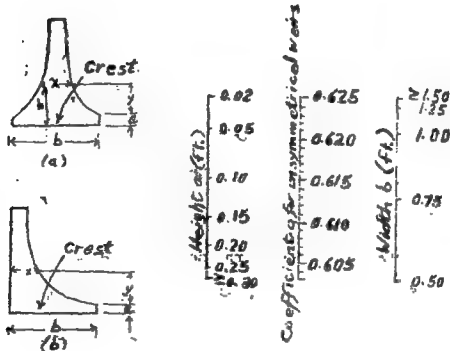 Crest
x
b
(a)
Crest
x
b
(b)
Height a (Ft.)
0.02
0.05
0.10
0.15
0.20
0.25
≥0.30
Coefficient q for unsymmetrical weirs
0.625
0.620
0.615
0.610
0.605
Width b (Ft.)
≥1.50
1.25
1.00
0.75
0.50